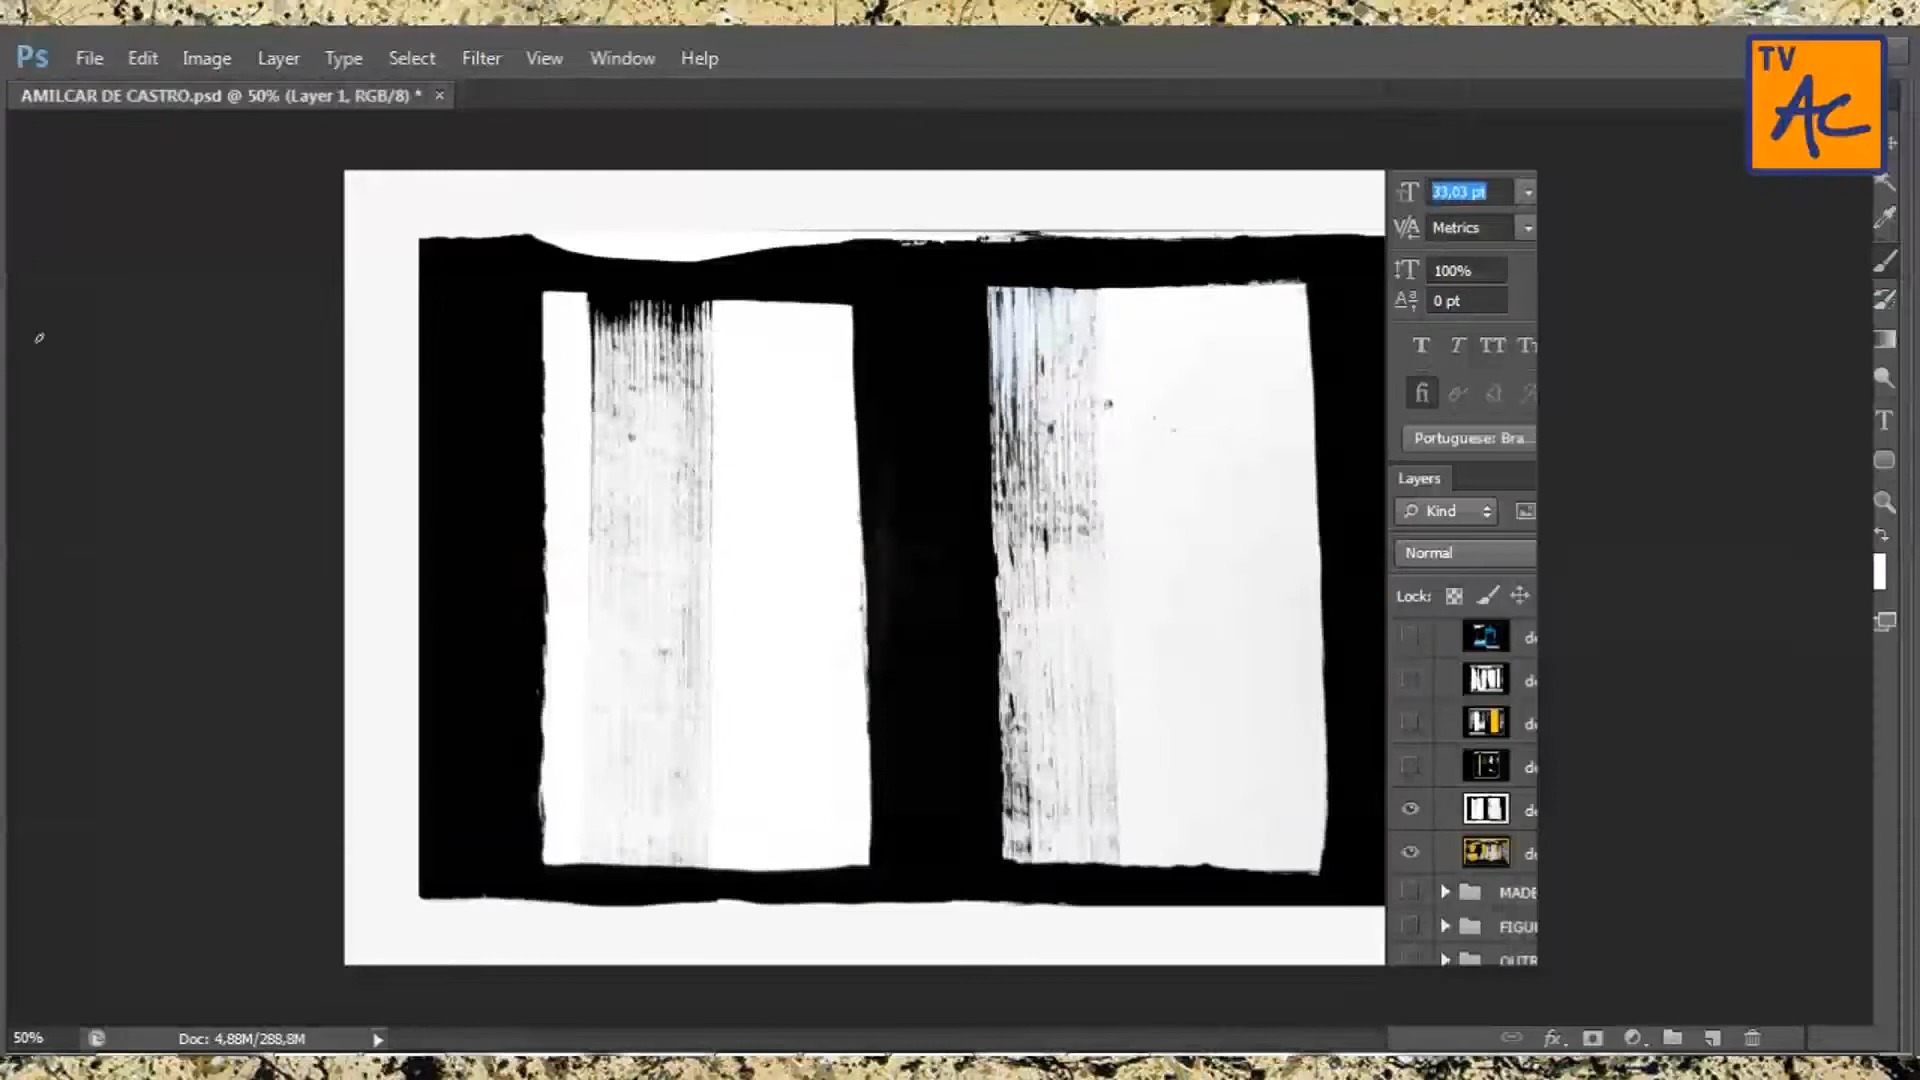 TV
AC
Ps File Edit Image Layer Type Select Filter View Window Help
AMILCAR DE CASTRO.psd @ 50% (Layer 1, RGB/8) * ×
33,03 pt
Metrics
100%
0 pt
Portuguese: Bra...
Layers
Kind
Normal
Lock:
MADE
FIGU
OUTR
50% Doc: 4,88M/288,8M